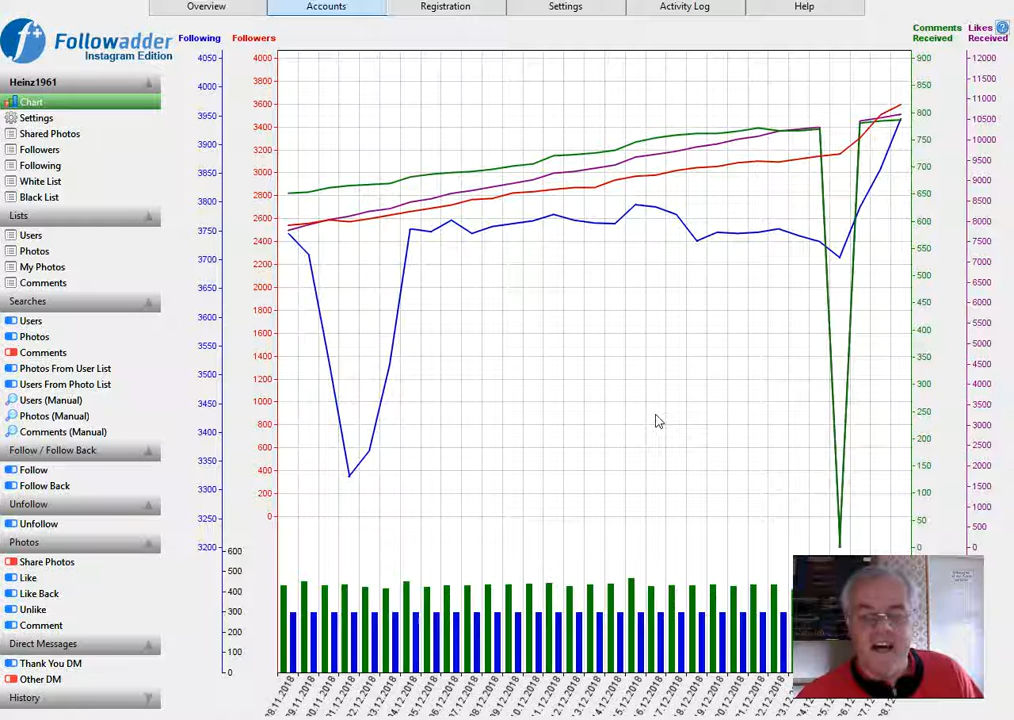 Overview
Accounts
Registration
Settings
Activity Log
Help
Followadder
Instagram Edition
Heinz1961
Chart
Settings
Shared Photos
Followers
Following
White List
Black List
Lists
Users
Photos
My Photos
Comments
Searches
Users
Photos
Comments
Photos From User List
Users From Photo List
Users (Manual)
Photos (Manual)
Comments (Manual)
Follow / Follow Back
Follow
Follow Back
Unfollow
Unfollow
Photos
Share Photos
Like
Like Back
Unlike
Comment
Direct Messages
Thank You DM
Other DM
History
Following
4050
4000
3950
3900
3850
3800
3750
3700
3650
3600
3550
3500
3450
3400
3350
3300
3250
3200
Followers
4000
3800
3600
3400
3200
3000
2800
2600
2400
2200
2000
1800
1600
1400
1200
1000
800
600
400
200
0
600
500
400
300
200
100
0
Comments
Received
900
800
750
700
650
600
550
500
450
400
350
300
250
200
150
100
50
0
Likes
Received
?
12000
11500
11000
10500
10000
9500
9000
8500
8000
7500
7000
6500
6000
5500
5000
4500
4000
3500
3000
2500
2000
1500
1000
500
0